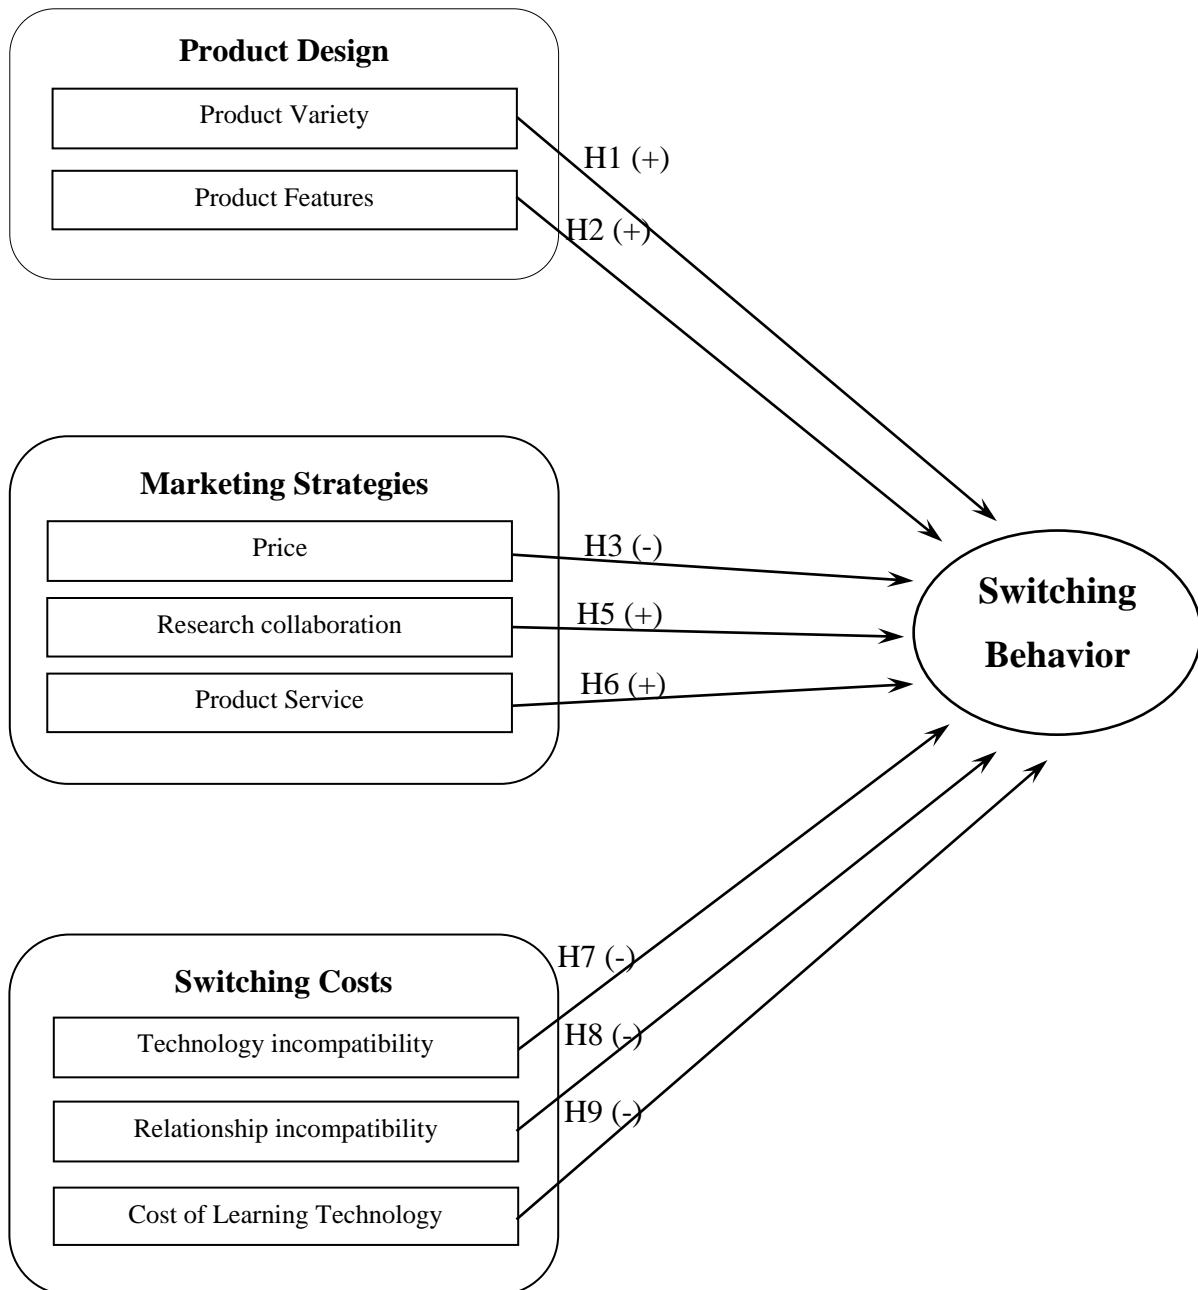 Product Design
Product Variety
H1 (+)
Product Features
H2 (+)
Marketing Strategies
Price
H3 (-)
Research collaboration
H5 (+)
Product Service
H6 (+)
Switching
Behavior
Switching Costs
H7 (-)
Technology incompatibility
H8 (-)
Relationship incompatibility
H9 (-)
Cost of Learning Technology